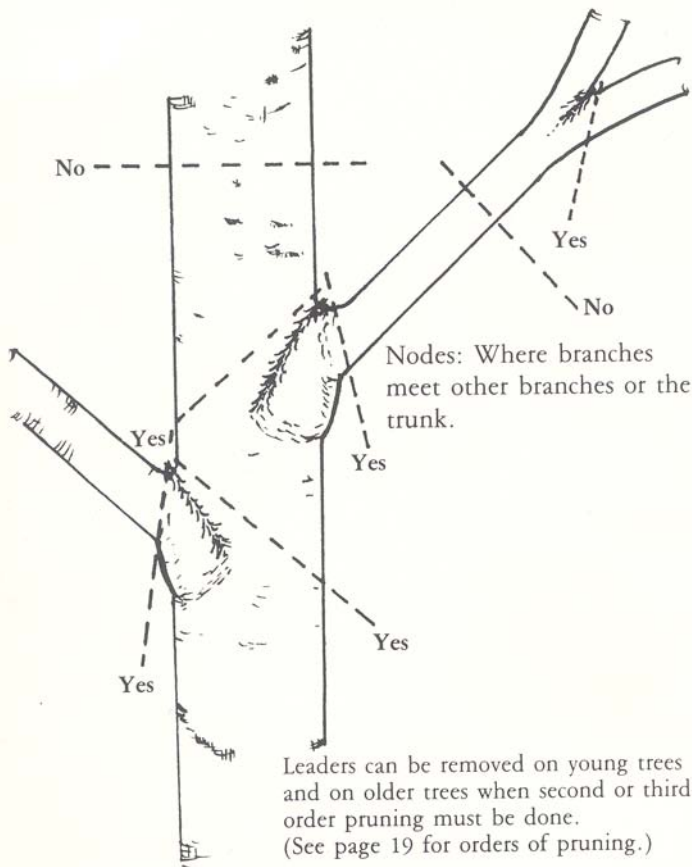 No
Yes
No
Nodes: Where branches
meet other branches or the
trunk.
Yes
Yes
Yes
Yes
Leaders can be removed on young trees
and on older trees when second or third
order pruning must be done.
(See page 19 for orders of pruning.)